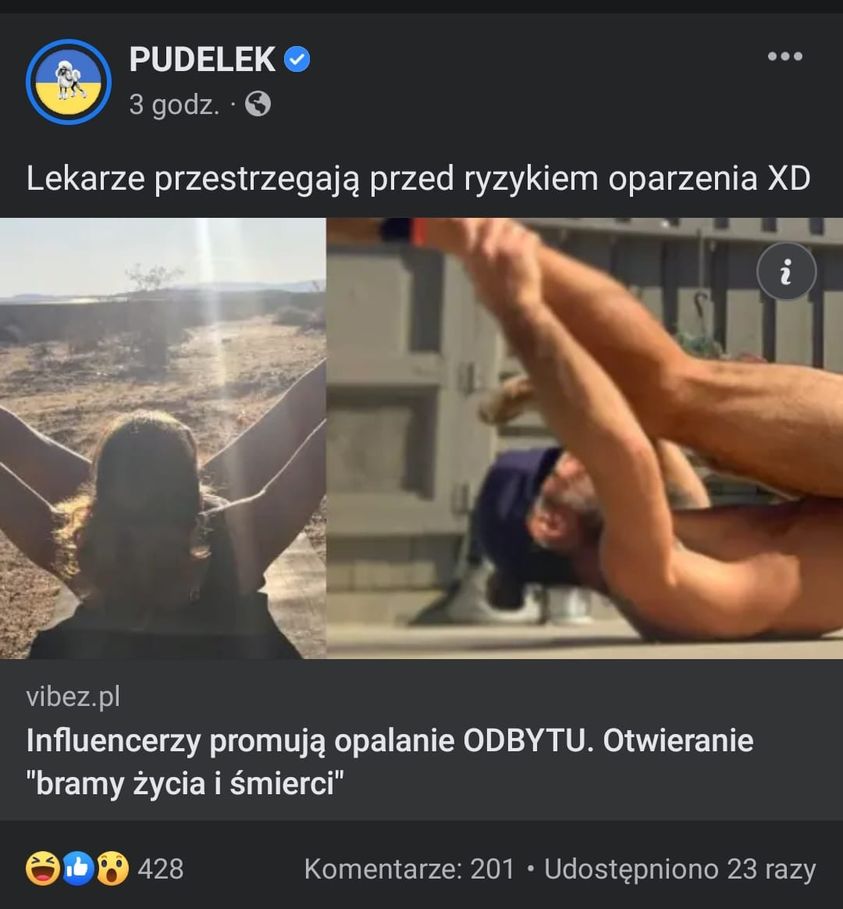 PUDELEK
3 godz. ·
Lekarze przestrzegają przed ryzykiem oparzenia XD
i
vibez.pl
Influencerzy promują opalanie ODBYTU. Otwieranie
"bramy życia i śmierci"
428
Komentarze: 201 • Udostępniono 23 razy